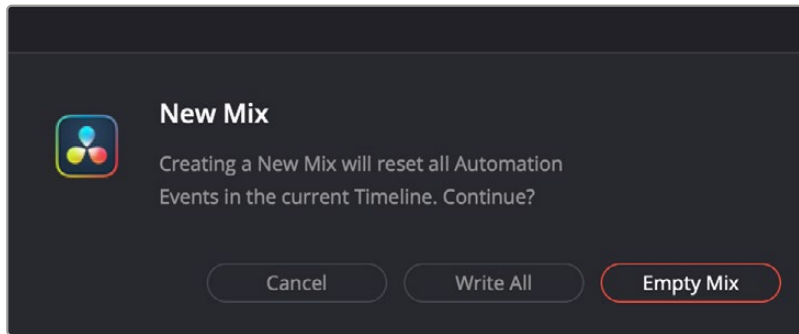 New Mix
Creating a New Mix will reset all Automation
Events in the current Timeline. Continue?
Cancel
Write All
Empty Mix